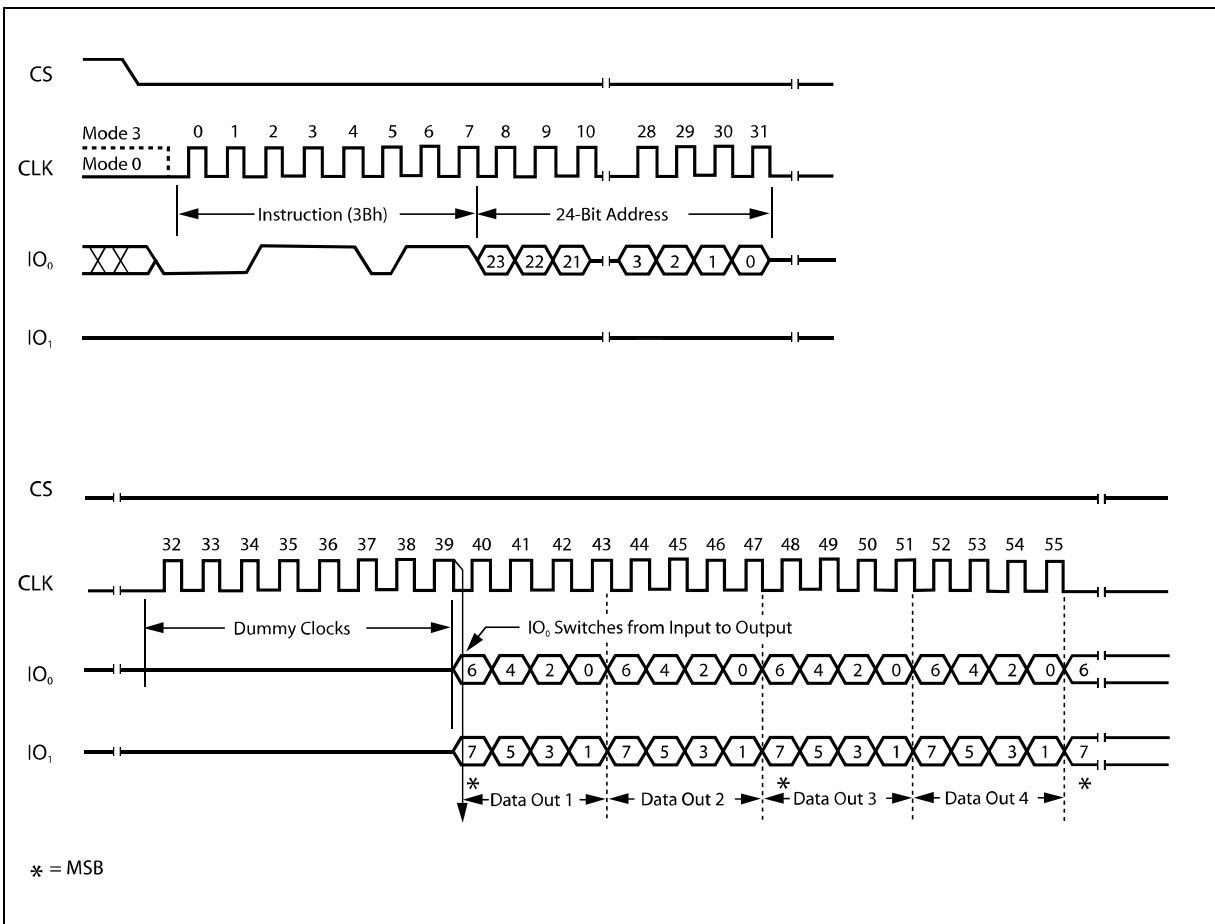 CS
Mode 3
0 1 2 3 4 5 6 7 8 9 10 28 29 30 31
Mode 0
CLK
Instruction (3Bh) 24-Bit Address
IO₀ 23 22 21 3 2 1 0
IO₁
CS
32 33 34 35 36 37 38 39 40 41 42 43 44 45 46 47 48 49 50 51 52 53 54 55
CLK
Dummy Clocks IO₀ Switches from Input to Output
IO₀ 6 4 2 0 6 4 2 0 6 4 2 0 6 4 2 0 6
IO₁ 7 5 3 1 7 5 3 1 7 5 3 1 7 5 3 1 7
* * *
Data Out 1 Data Out 2 Data Out 3 Data Out 4
* = MSB